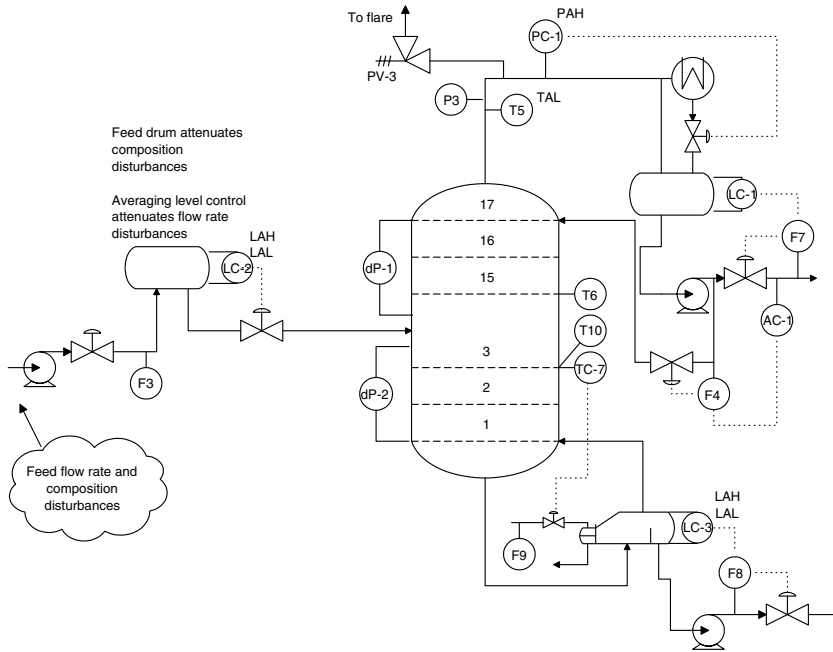 To flare
PAH
PC-1
PV-3
P3
T5
TAL
Feed drum attenuates
composition
disturbances
Averaging level control
attenuates flow rate
disturbances
LAH
LAL
LC-2
F3
Feed flow rate and
composition
disturbances
17
16
15
3
2
1
dP-1
dP-2
T6
T10
TC-7
LC-1
F7
AC-1
F4
F9
LAH
LAL
LC-3
F8